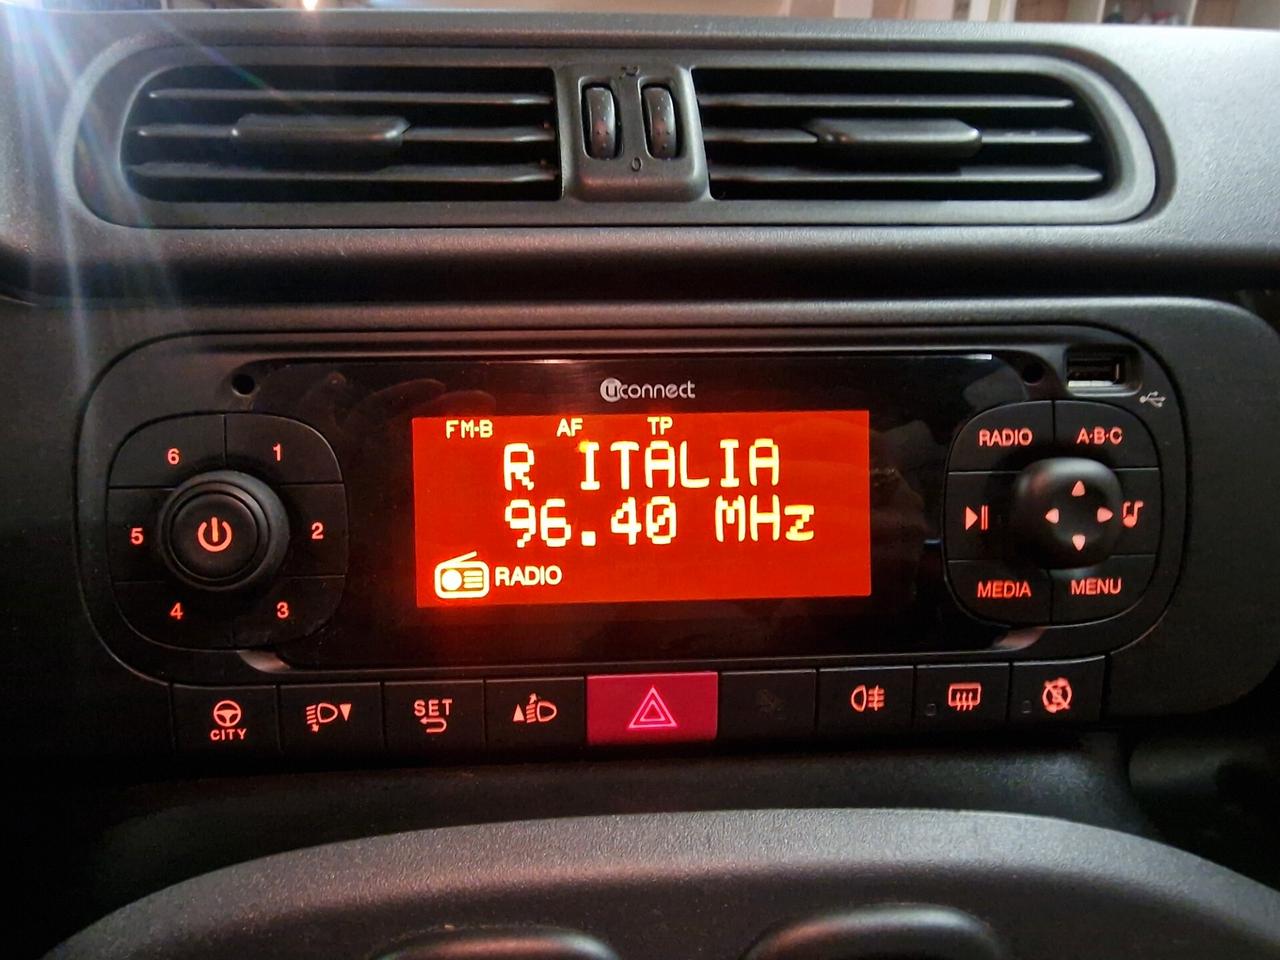 0
uconnect
FM-B AF TP
R ITALIA
96.40 MHz
RADIO
6 1
5 2
4 3
RADIO A·B·C
MEDIA MENU
CITY
SET